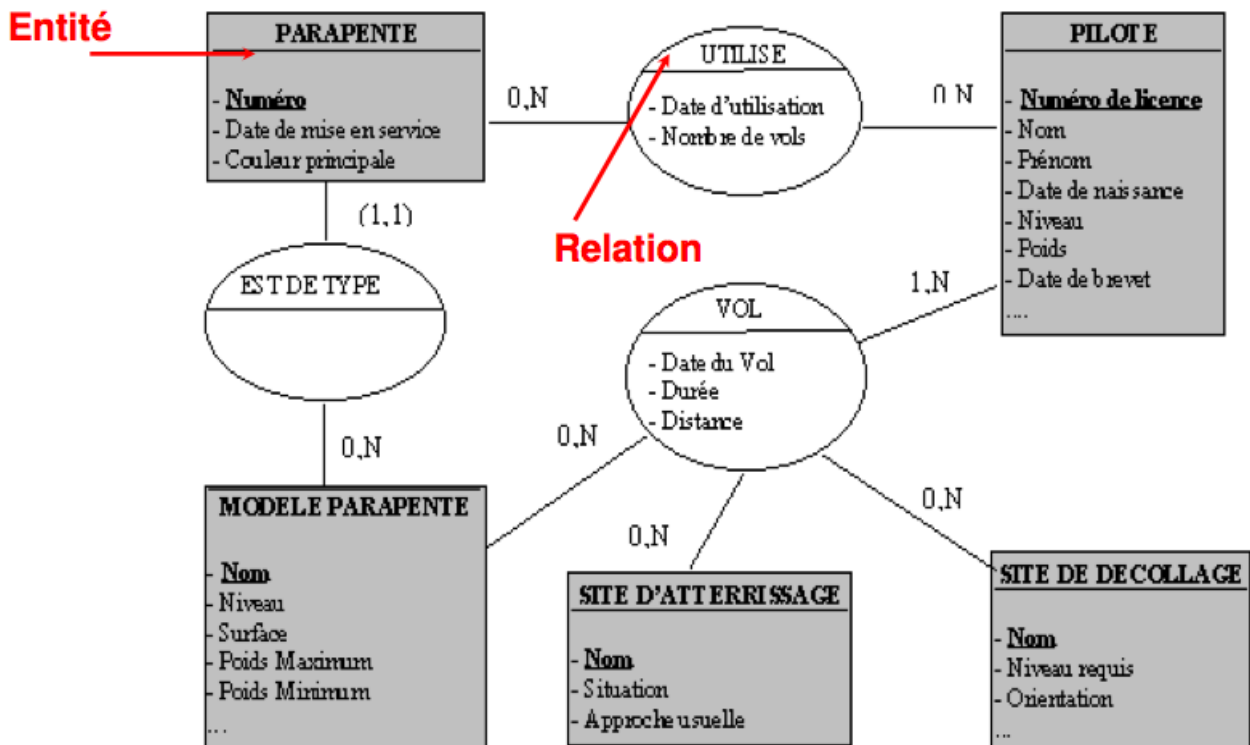 Entité
PARAPENTE
- Numéro
- Date de mise en service
- Couleur principale
0,N
UTILISE
- Date d'utilisation
- Nombre de vols
0,N
PILOTE
- Numéro de licence
- Nom
- Prénom
- Date de naissance
- Niveau
- Poids
- Date de brevet
....
Relation
(1,1)
EST DE TYPE
0,N
VOL
- Date du Vol
- Durée
- Distance
1,N
0,N
0,N
0,N
MODELE PARAPENTE
- Nom
- Niveau
- Surface
- Poids Maximum
- Poids Minimum
...
SITE D'ATTERRISSAGE
- Nom
- Situation
- Approche usuelle
SITE DE DECOLLAGE
- Nom
- Niveau requis
- Orientation
...